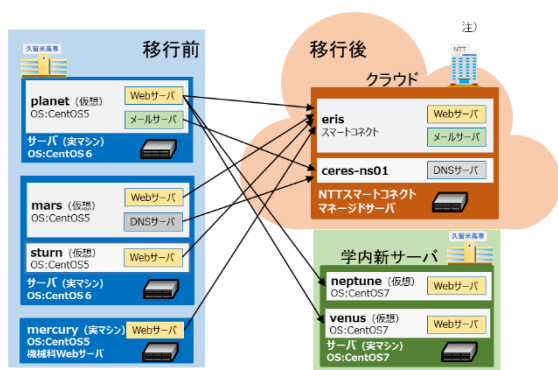 移行前
久留米高専
planet（仮想）
OS:CentOS5
Webサーバ
メールサーバ
サーバ（実マシン）
OS:CentOS 6
mars（仮想）
OS:CentOS5
Webサーバ
DNSサーバ
sturn（仮想）
OS:CentOS5
Webサーバ
サーバ（実マシン）
OS:CentOS 6
mercury（実マシン）
OS:CentOS5
機械科Webサーバ
Webサーバ
移行後
注）
NTT
クラウド
eris
スマートコネクト
Webサーバ
メールサーバ
ceres-ns01
DNSサーバ
NTTスマートコネクト
マネージドサーバ
学内新サーバ
久留米高専
neptune（仮想）
OS:CentOS7
Webサーバ
venus（仮想）
OS:CentOS7
Webサーバ
サーバ（実マシン）
OS:CentOS7